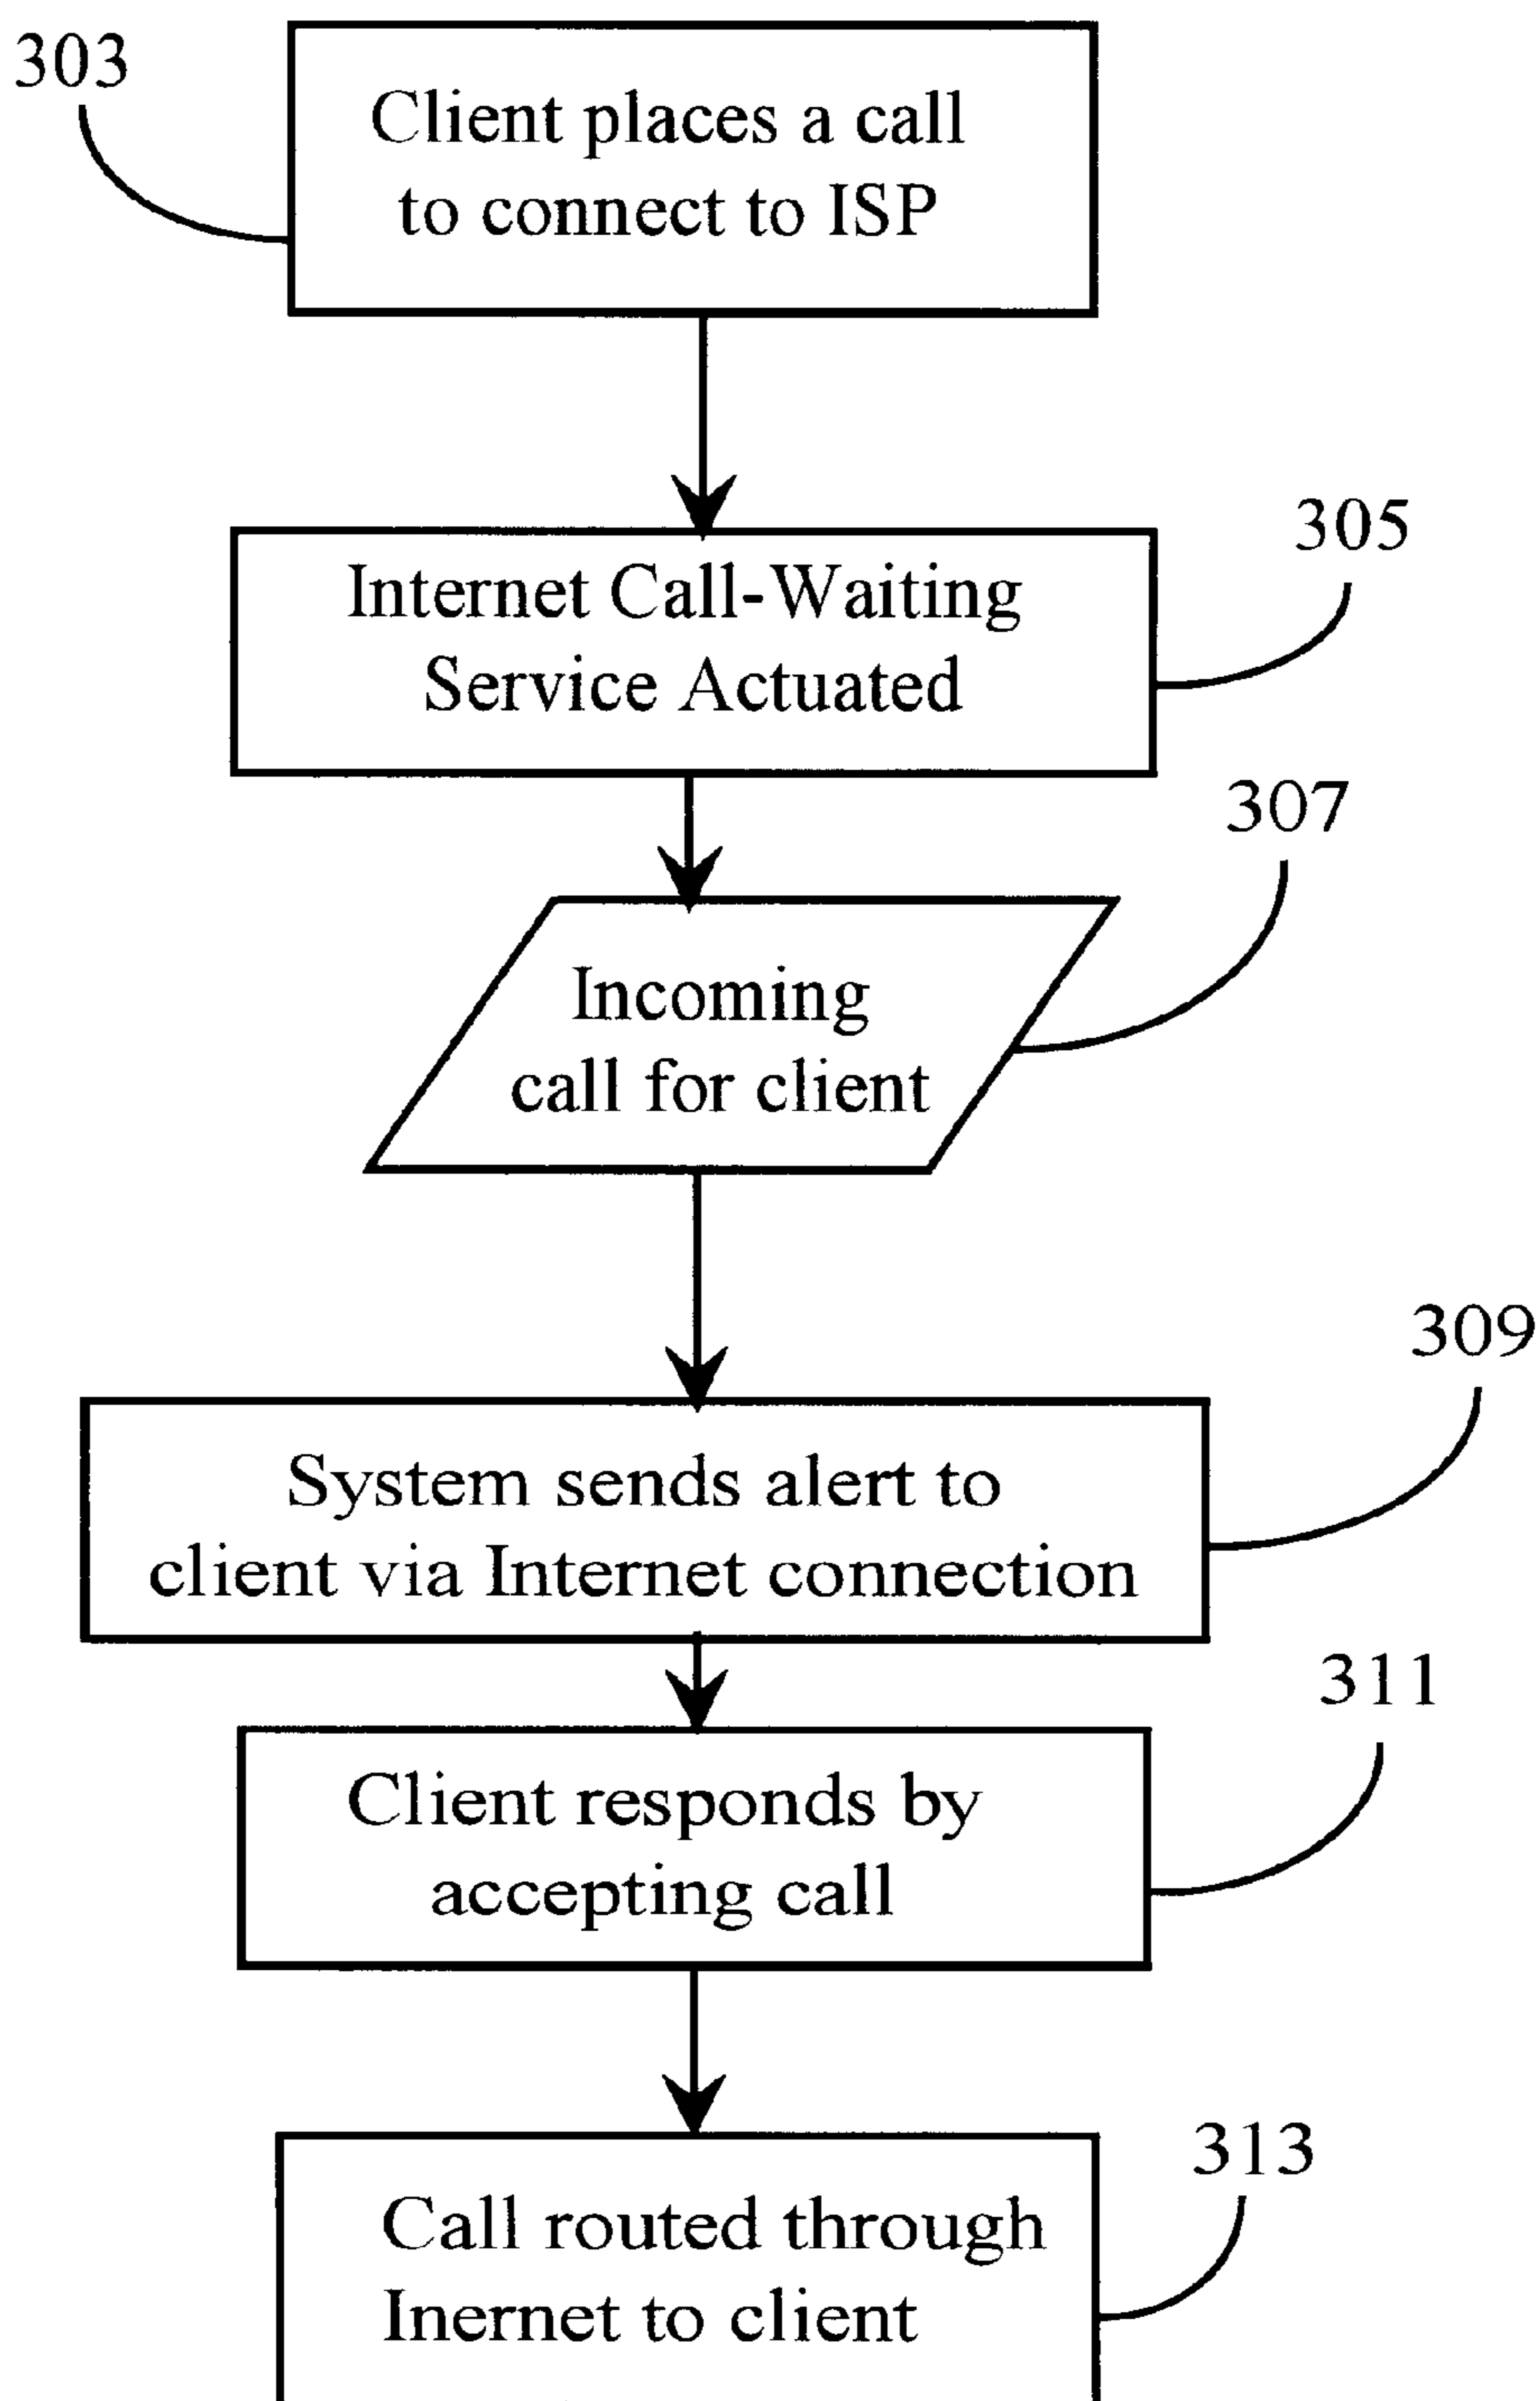 303
Client places a call
to connect to ISP
305
Internet Call-Waiting
Service Actuated
307
Incoming
call for client
309
System sends alert to
client via Internet connection
311
Client responds by
accepting call
313
Call routed through
Inernet to client